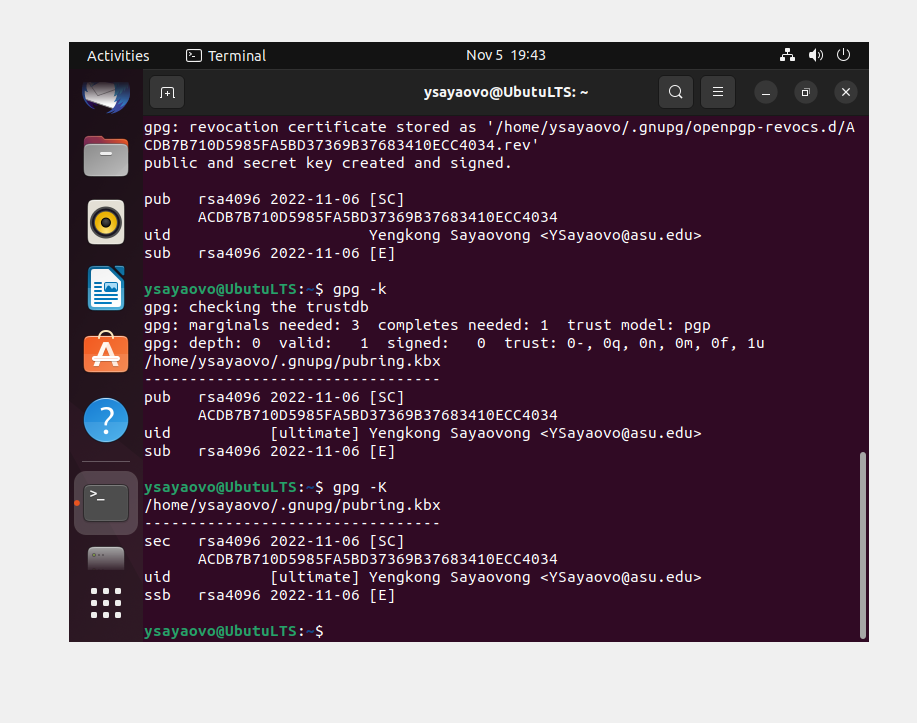 Activities Terminal Nov 5 19:43
ysayaovo@UbutuLTS: ~
gpg: revocation certificate stored as '/home/ysayaovo/.gnupg/openpgp-revocs.d/A
CDB7B710D5985FA5BD37369B37683410ECC4034.rev'
public and secret key created and signed.
pub   rsa4096 2022-11-06 [SC]
      ACDB7B710D5985FA5BD37369B37683410ECC4034
uid                      Yengkong Sayaovong <YSayaovo@asu.edu>
sub   rsa4096 2022-11-06 [E]
ysayaovo@UbutuLTS:~$ gpg -k
gpg: checking the trustdb
gpg: marginals needed: 3  completes needed: 1  trust model: pgp
gpg: depth: 0  valid:   1  signed:   0  trust: 0-, 0q, 0n, 0m, 0f, 1u
/home/ysayaovo/.gnupg/pubring.kbx
---------------------------------
pub   rsa4096 2022-11-06 [SC]
      ACDB7B710D5985FA5BD37369B37683410ECC4034
uid           [ultimate] Yengkong Sayaovong <YSayaovo@asu.edu>
sub   rsa4096 2022-11-06 [E]
ysayaovo@UbutuLTS:~$ gpg -K
/home/ysayaovo/.gnupg/pubring.kbx
---------------------------------
sec   rsa4096 2022-11-06 [SC]
      ACDB7B710D5985FA5BD37369B37683410ECC4034
uid           [ultimate] Yengkong Sayaovong <YSayaovo@asu.edu>
ssb   rsa4096 2022-11-06 [E]
ysayaovo@UbutuLTS:~$